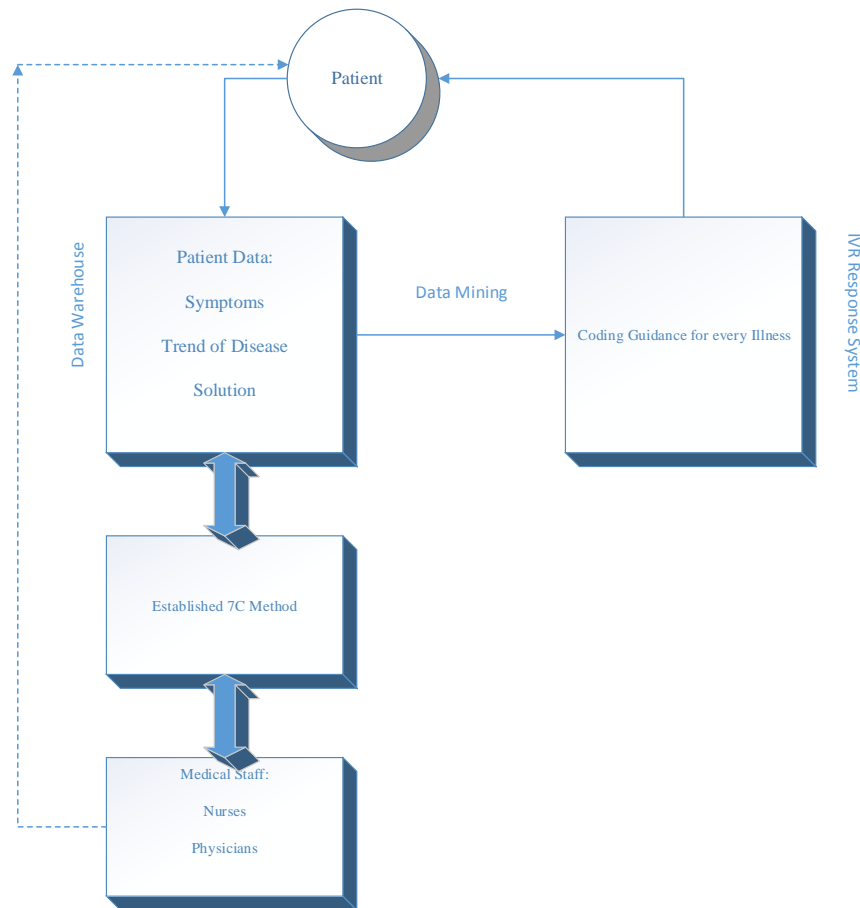 Patient
Data Warehouse
Patient Data:
Symptoms
Trend of Disease
Solution
Data Mining
Coding Guidance for every Illness
IVR Response System
Established 7C Method
Medical Staff:
Nurses
Physicians